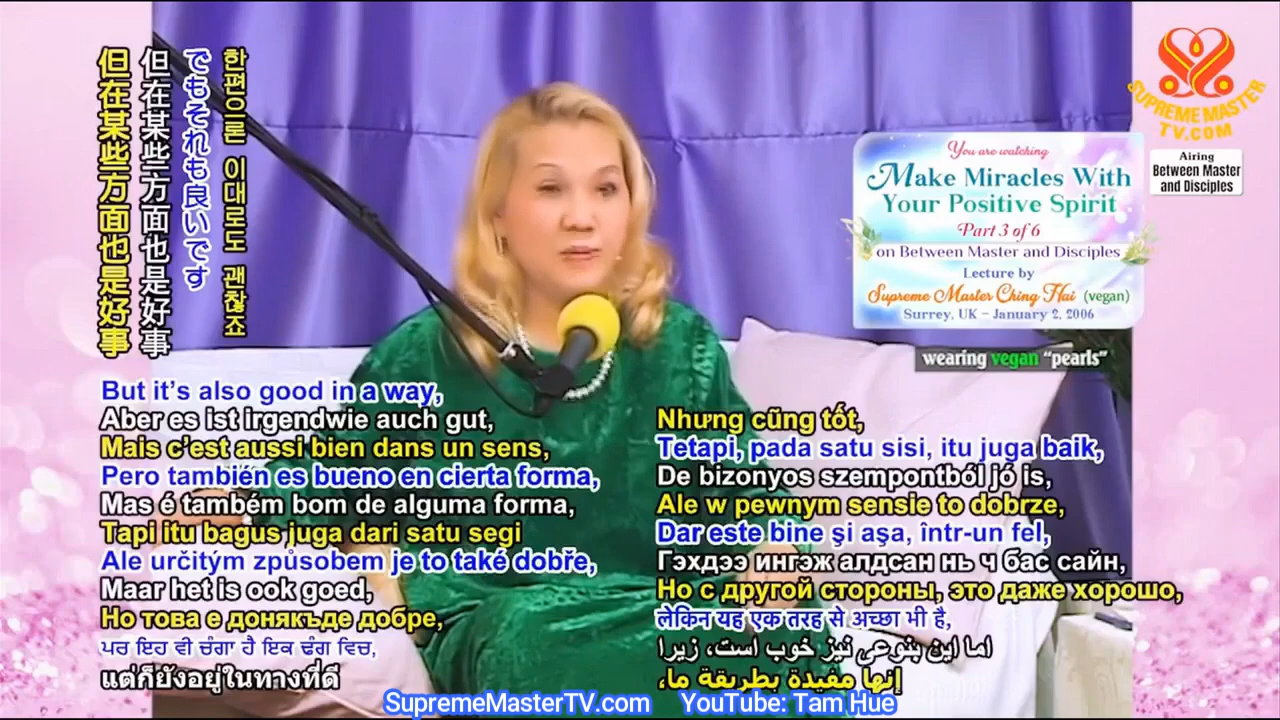 但在某些方面也是好事
但在某些方面也是好事
でもそれも良いです
한편으로 이대로도 괜찮죠
SUPREME MASTER
TV.COM
Airing
Between Master
and Disciples
You are watching
Make Miracles With
Your Positive Spirit
Part 3 of 6
on Between Master and Disciples
Lecture by
Supreme Master Ching Hai (vegan)
Surrey, UK – January 2, 2006
wearing vegan “pearls”
But it’s also good in a way,
Aber es ist irgendwie auch gut,
Mais c’est aussi bien dans un sens,
Pero también es bueno en cierta forma,
Mas é também bom de alguma forma,
Tapi itu bagus juga dari satu segi
Ale určitým způsobem je to také dobře,
Maar het is ook goed,
Но това е донякъде добре,
ਪਰ ਇਹ ਵੀ ਚੰਗਾ ਹੈ ਇਕ ਢੰਗ ਵਿਚ,
แต่ก็ยังอยู่ในทางที่ดี
Nhưng cũng tốt,
Tetapi, pada satu sisi, itu juga baik,
De bizonyos szempontból jó is,
Ale w pewnym sensie to dobrze,
Dar este bine şi aşa, într-un fel,
Гэхдээ ингэж алдсан нь ч бас сайн,
Но с другой стороны, это даже хорошо,
लेकिन यह एक तरह से अच्छा भी है,
اما این بنوعی نیز خوب است، زیرا
إنها مفيدة بطريقة ما،
SupremeMasterTV.com YouTube: Tam Hue